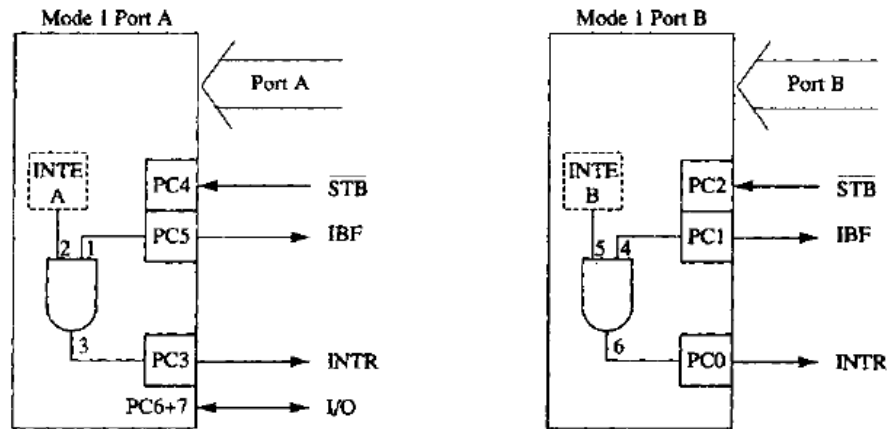 Mode 1 Port A
Port A
INTE
A
PC4
STB
PC5
IBF
2
1
3
PC3
INTR
PC6+7
I/O
Mode 1 Port B
Port B
INTE
B
PC2
STB
PC1
IBF
5
4
6
PC0
INTR